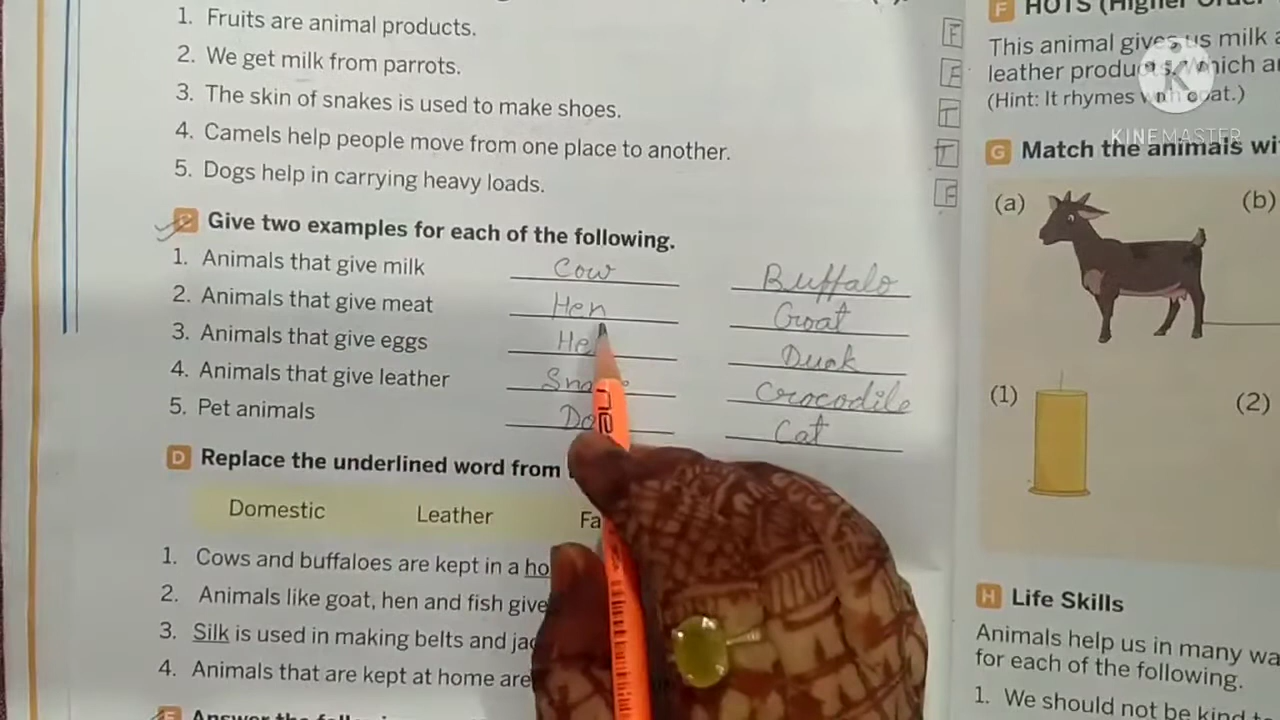 1. Fruits are animal products. F
2. We get milk from parrots. F
3. The skin of snakes is used to make shoes. T
4. Camels help people move from one place to another. T
5. Dogs help in carrying heavy loads. F
C Give two examples for each of the following.
1. Animals that give milk Cow Buffalo
2. Animals that give meat Hen Goat
3. Animals that give eggs Duck
4. Animals that give leather Crocodile
5. Pet animals Cat
D Replace the underlined word from
Domestic Leather
1. Cows and buffaloes are kept in a
2. Animals like goat, hen and fish give
3. Silk is used in making belts and
4. Animals that are kept at home are
F HOTS (Higher Order
This animal gives us milk
leather products. Which
(Hint: It rhymes with coat.)
KINEMASTER
G Match the animals
(a) (b)
(1) (2)
H Life Skills
Animals help us in many
for each of the following.
1. We should not be kind